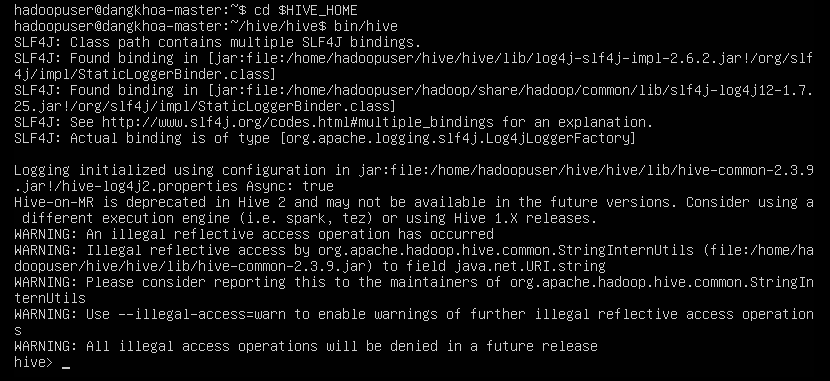 hadoopuser@dangkhoa-master:~$ cd $HIVE_HOME
hadoopuser@dangkhoa-master:~/hive/hive$ bin/hive
SLF4J: Class path contains multiple SLF4J bindings.
SLF4J: Found binding in [jar:file:/home/hadoopuser/hive/hive/lib/log4j-slf4j-impl-2.6.2.jar!/org/slf
4j/impl/StaticLoggerBinder.class]
SLF4J: Found binding in [jar:file:/home/hadoopuser/hadoop/share/hadoop/common/lib/slf4j-log4j12-1.7.
25.jar!/org/slf4j/impl/StaticLoggerBinder.class]
SLF4J: See http://www.slf4j.org/codes.html#multiple_bindings for an explanation.
SLF4J: Actual binding is of type [org.apache.logging.slf4j.Log4jLoggerFactory]
Logging initialized using configuration in jar:file:/home/hadoopuser/hive/hive/lib/hive-common-2.3.9
.jar!/hive-log4j2.properties Async: true
Hive-on-MR is deprecated in Hive 2 and may not be available in the future versions. Consider using a
 different execution engine (i.e. spark, tez) or using Hive 1.X releases.
WARNING: An illegal reflective access operation has occurred
WARNING: Illegal reflective access by org.apache.hadoop.hive.common.StringInternUtils (file:/home/ha
doopuser/hive/hive/lib/hive-common-2.3.9.jar) to field java.net.URI.string
WARNING: Please consider reporting this to the maintainers of org.apache.hadoop.hive.common.StringIn
ternUtils
WARNING: Use --illegal-access=warn to enable warnings of further illegal reflective access operation
s
WARNING: All illegal access operations will be denied in a future release
hive> _